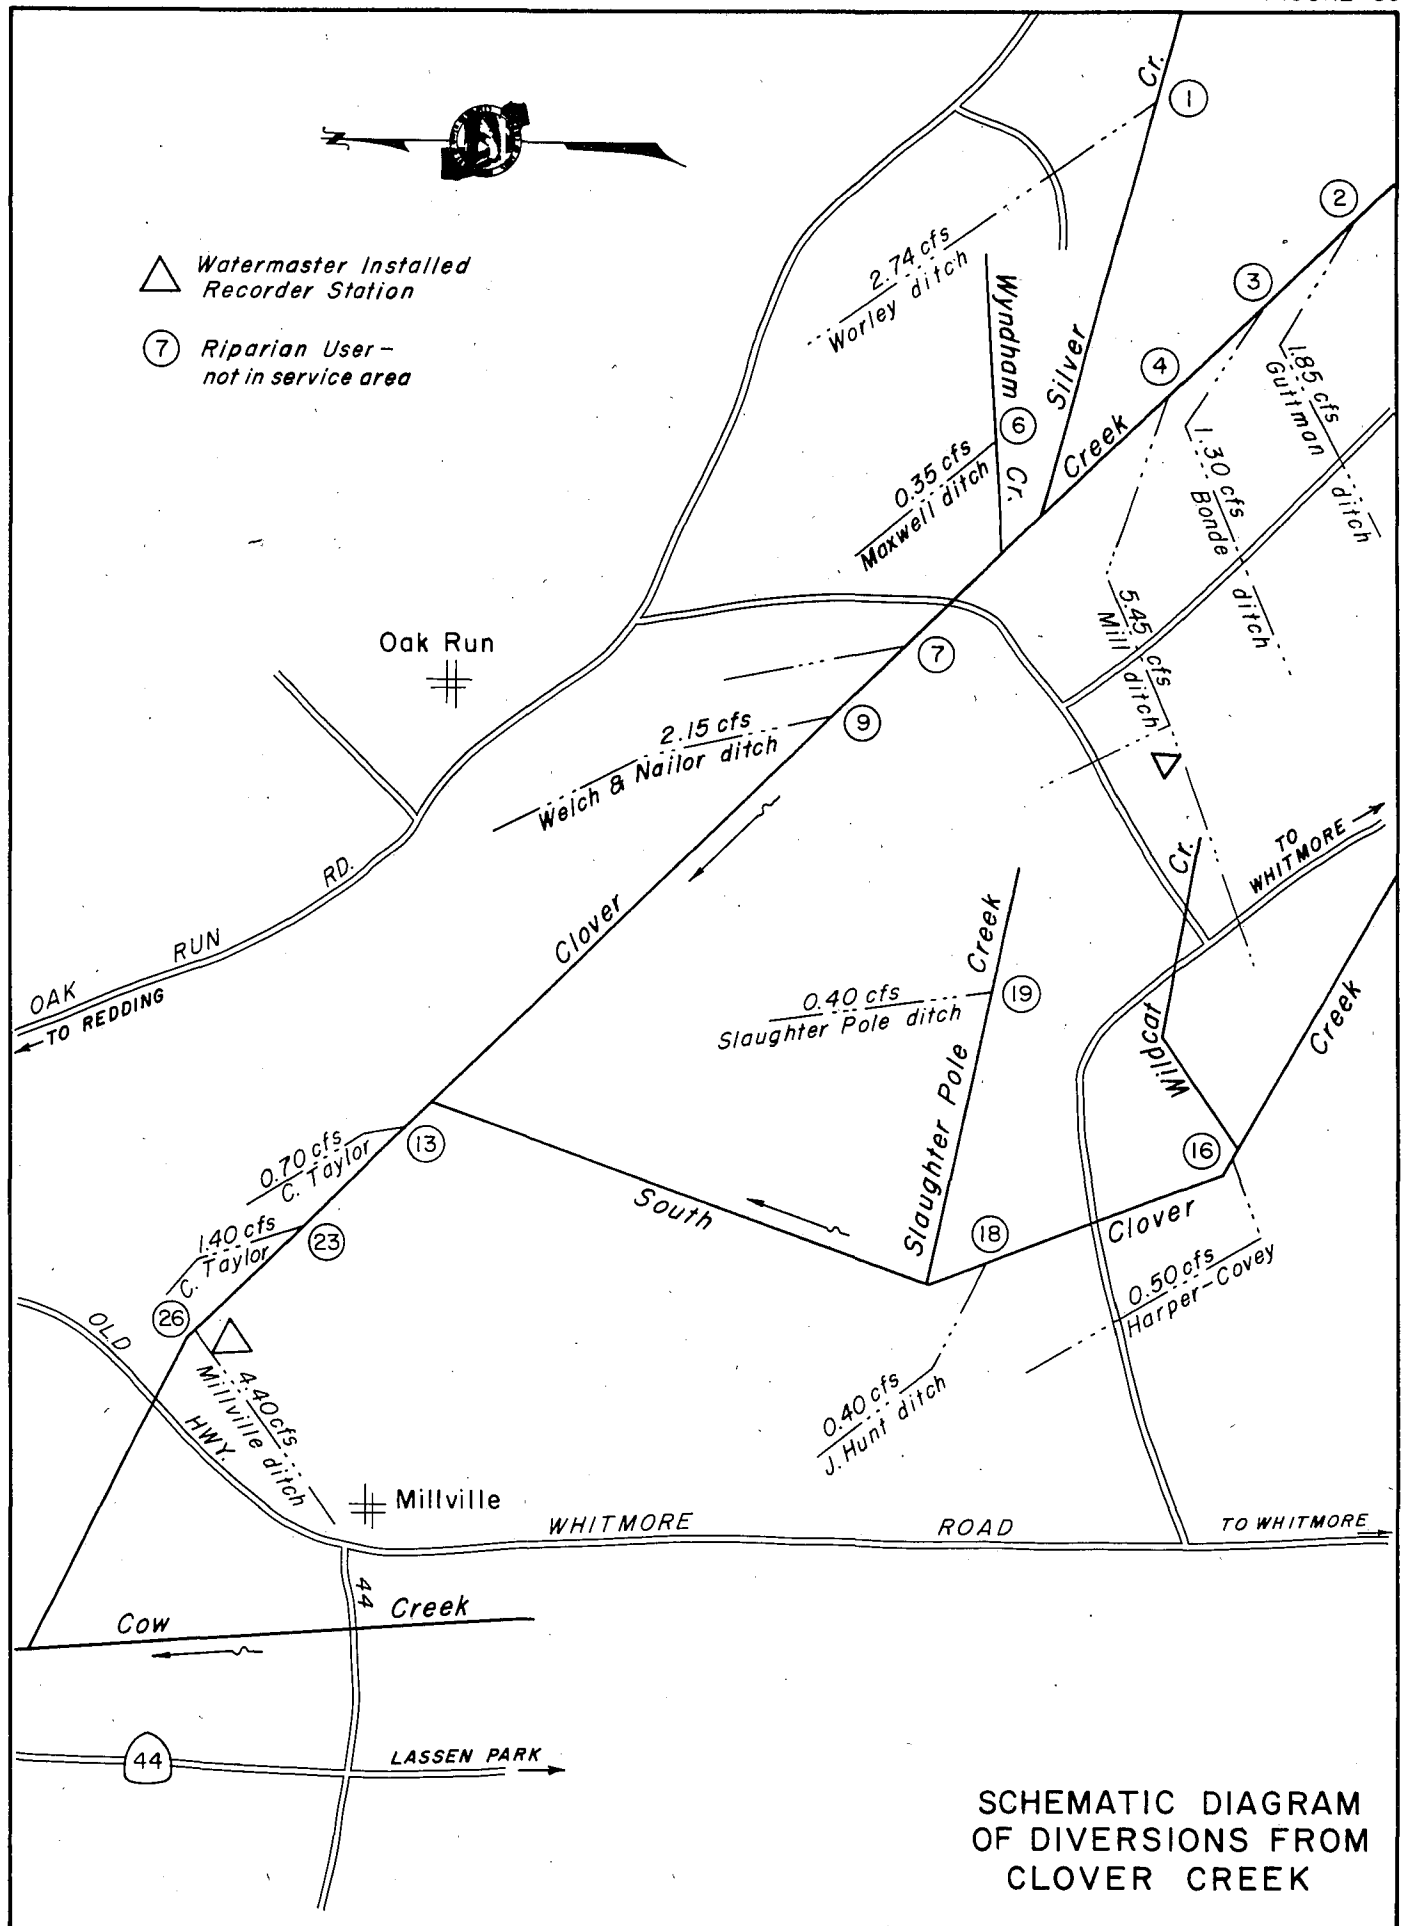 N
Cr.
1
2
3
4
Watermaster Installed
Recorder Station
7 Riparian User –
not in service area
2.74 cfs
Worley ditch
Wyndham
Cr.
6
Silver
Creek
1.85 cfs
Guttman
ditch
1.30 cfs
Bonde
ditch
0.35 cfs
Maxwell ditch
5.45
cfs
Mill
ditch
Oak Run
7
9
2.15 cfs
Welch & Nailor ditch
TO
WHITMORE
Cr.
Wildcat
RD.
RUN
OAK
TO REDDING
Clover
Creek
19
0.40 cfs
Slaughter Pole ditch
Slaughter Pole
Creek
13
0.70 cfs
C. Taylor
16
South
18
Clover
1.40 cfs
C. Taylor
23
26
0.50 cfs
Harper-Covey
OLD
HWY.
4.40 cfs
Millville ditch
0.40 cfs
J. Hunt ditch
Millville
WHITMORE ROAD
TO WHITMORE
44
Cow Creek
44
LASSEN PARK
SCHEMATIC DIAGRAM
OF DIVERSIONS FROM
CLOVER CREEK